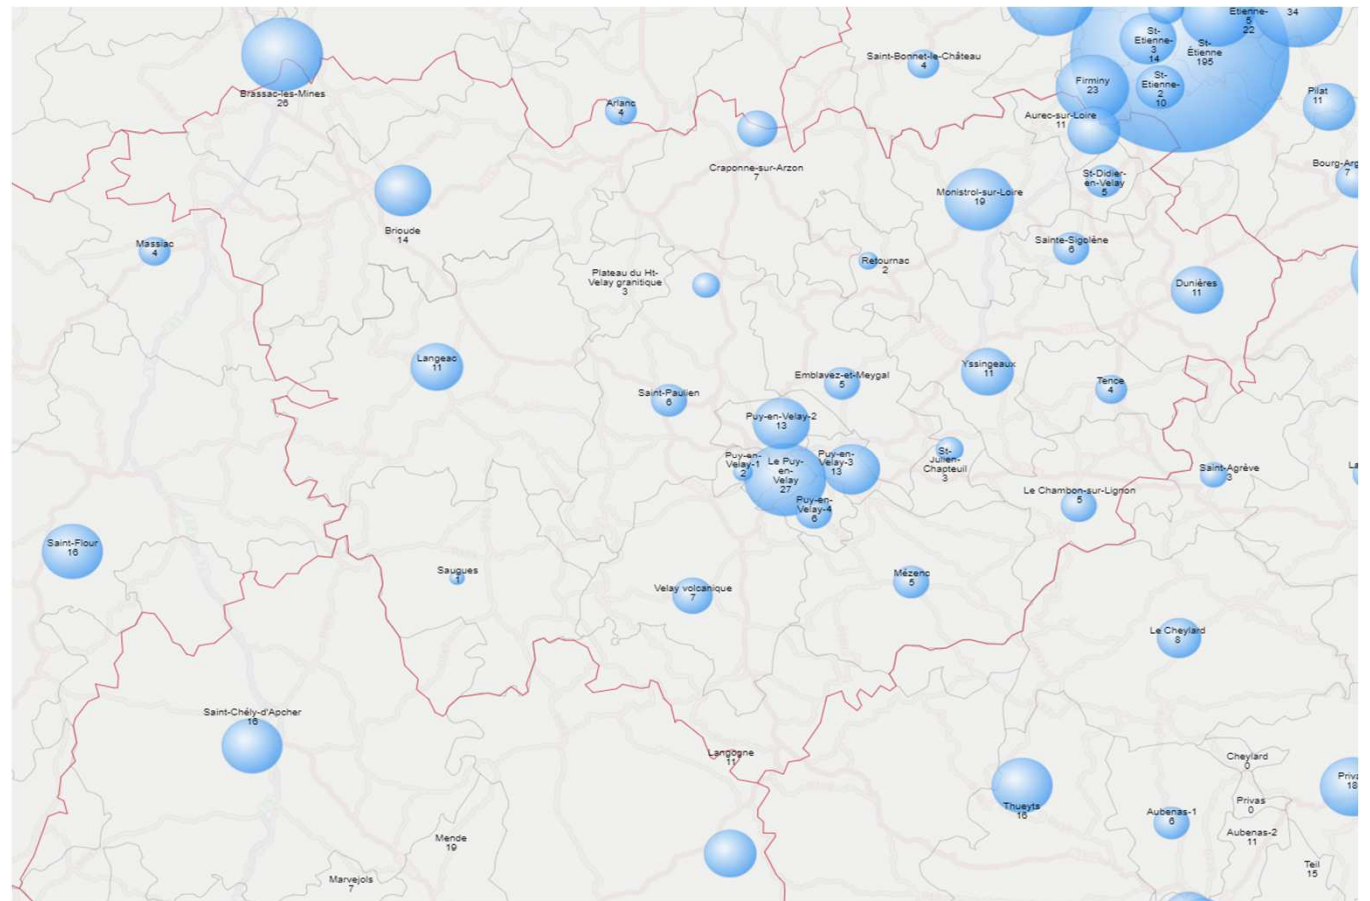 Etienne-
5
22
34
St-
Etienne-
3
14
St-
Étienne
195
Saint-Bonnet-le-Château
4
Firminy
23
St-
Etienne-
2
10
Pilat
11
Brassac-les-Mines
26
Arlanc
4
Aurec-sur-Loire
11
Craponne-sur-Arzon
7
Bourg-Arg
7
St-Didier-
en-Velay
5
Monistrol-sur-Loire
19
Brioude
14
Massiac
4
Sainte-Sigolène
6
Retournac
2
Plateau du Ht-
Velay granitique
3
Dunières
11
Langeac
11
Yssingeaux
11
Emblavez-et-Meygal
5
Tence
4
Saint-Paulien
6
Puy-en-Velay-2
13
Puy-en-
Velay-1
2
Le Puy-
en-
Velay
27
Puy-en-
Velay-3
13
St-
Julien-
Chapteuil
3
Saint-Agrève
3
La
Le Chambon-sur-Lignon
5
Puy-en-
Velay-4
6
Saint-Flour
16
Saugues
1
Velay volcanique
7
Mézenc
5
Le Cheylard
8
Saint-Chély-d'Apcher
16
Langogne
11
Cheylard
0
Priva
18
Thueyts
16
Aubenas-1
6
Privas
0
Aubenas-2
11
Mende
19
Teil
15
Marvejols
7